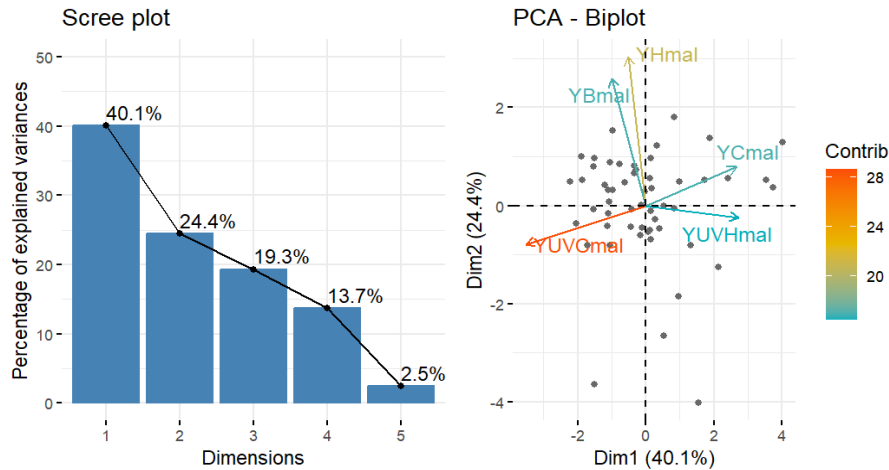 Scree plot
Percentage of explained variances
50
40
30
20
10
0
40.1%
24.4%
19.3%
13.7%
2.5%
1 2 3 4 5
Dimensions
PCA - Biplot
Dim2 (24.4%)
2
0
-2
-4
YHmal
YBmal
YCmal
YUVHmal
YUVOmal
-2 0 2 4
Dim1 (40.1%)
Contrib
28
24
20